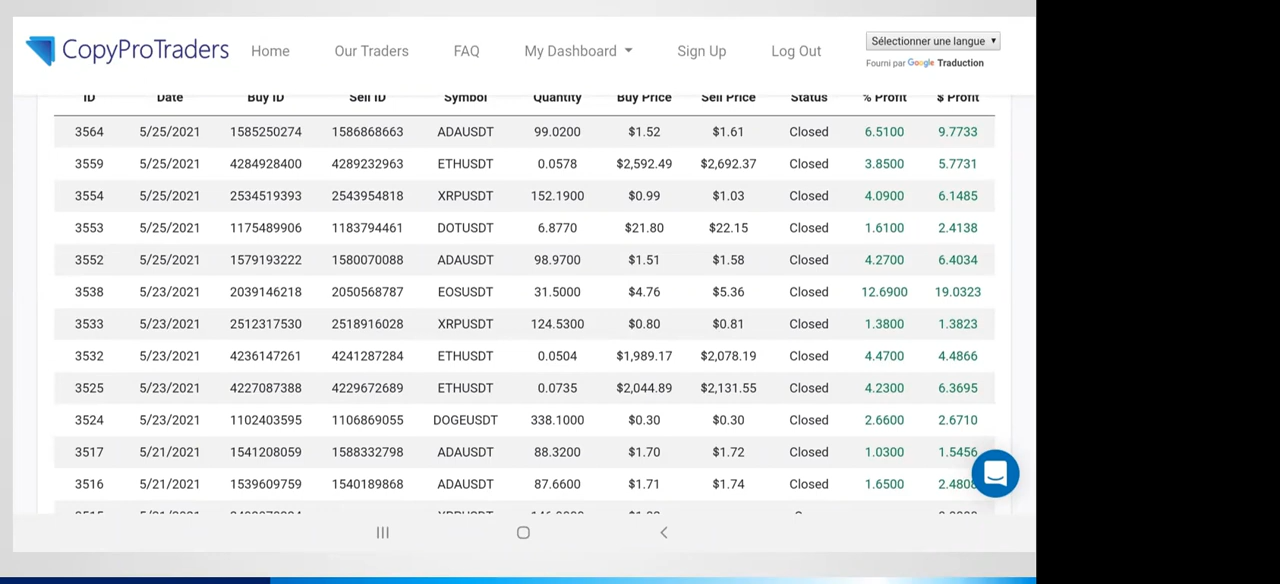 CopyProTraders Home Our Traders FAQ My Dashboard Sign Up Log Out Sélectionner une langue
Fourni par Google Traduction
ID Date Buy ID Sell ID Symbol Quantity Buy Price Sell Price Status % Profit $ Profit
3564 5/25/2021 1585250274 1586868663 ADAUSDT 99.0200 $1.52 $1.61 Closed 6.5100 9.7733
3559 5/25/2021 4284928400 4289232963 ETHUSDT 0.0578 $2,592.49 $2,692.37 Closed 3.8500 5.7731
3554 5/25/2021 2534519393 2543954818 XRPUSDT 152.1900 $0.99 $1.03 Closed 4.0900 6.1485
3553 5/25/2021 1175489906 1183794461 DOTUSDT 6.8770 $21.80 $22.15 Closed 1.6100 2.4138
3552 5/25/2021 1579193222 1580070088 ADAUSDT 98.9700 $1.51 $1.58 Closed 4.2700 6.4034
3538 5/23/2021 2039146218 2050568787 EOSUSDT 31.5000 $4.76 $5.36 Closed 12.6900 19.0323
3533 5/23/2021 2512317530 2518916028 XRPUSDT 124.5300 $0.80 $0.81 Closed 1.3800 1.3823
3532 5/23/2021 4236147261 4241287284 ETHUSDT 0.0504 $1,989.17 $2,078.19 Closed 4.4700 4.4866
3525 5/23/2021 4227087388 4229672689 ETHUSDT 0.0735 $2,044.89 $2,131.55 Closed 4.2300 6.3695
3524 5/23/2021 1102403595 1106869055 DOGEUSDT 338.1000 $0.30 $0.30 Closed 2.6600 2.6710
3517 5/21/2021 1541208059 1588332798 ADAUSDT 88.3200 $1.70 $1.72 Closed 1.0300 1.5456
3516 5/21/2021 1539609759 1540189868 ADAUSDT 87.6600 $1.71 $1.74 Closed 1.6500 2.4808